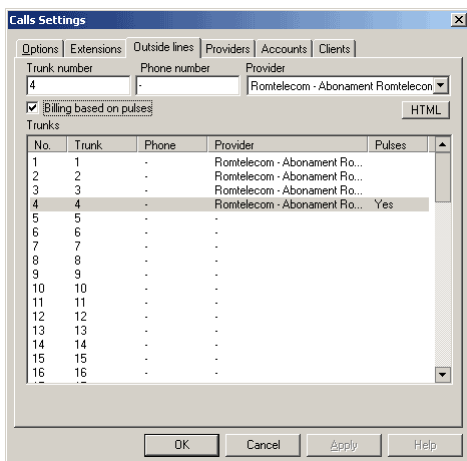 Calls Settings
Options Extensions Outside lines Providers Accounts Clients
Trunk number Phone number Provider
4 - Romtelecom - Abonament Romtelecon
Billing based on pulses HTML
Trunks
No. Trunk Phone Provider Pulses
1 1 - Romtelecom - Abonament Ro...
2 2 - Romtelecom - Abonament Ro...
3 3 - Romtelecom - Abonament Ro...
4 4 - Romtelecom - Abonament Ro... Yes
5 5 - -
6 6 - -
7 7 - -
8 8 - -
9 9 - -
10 10 - -
11 11 - -
12 12 - -
13 13 - -
14 14 - -
15 15 - -
16 16 - -
OK Cancel Apply Help